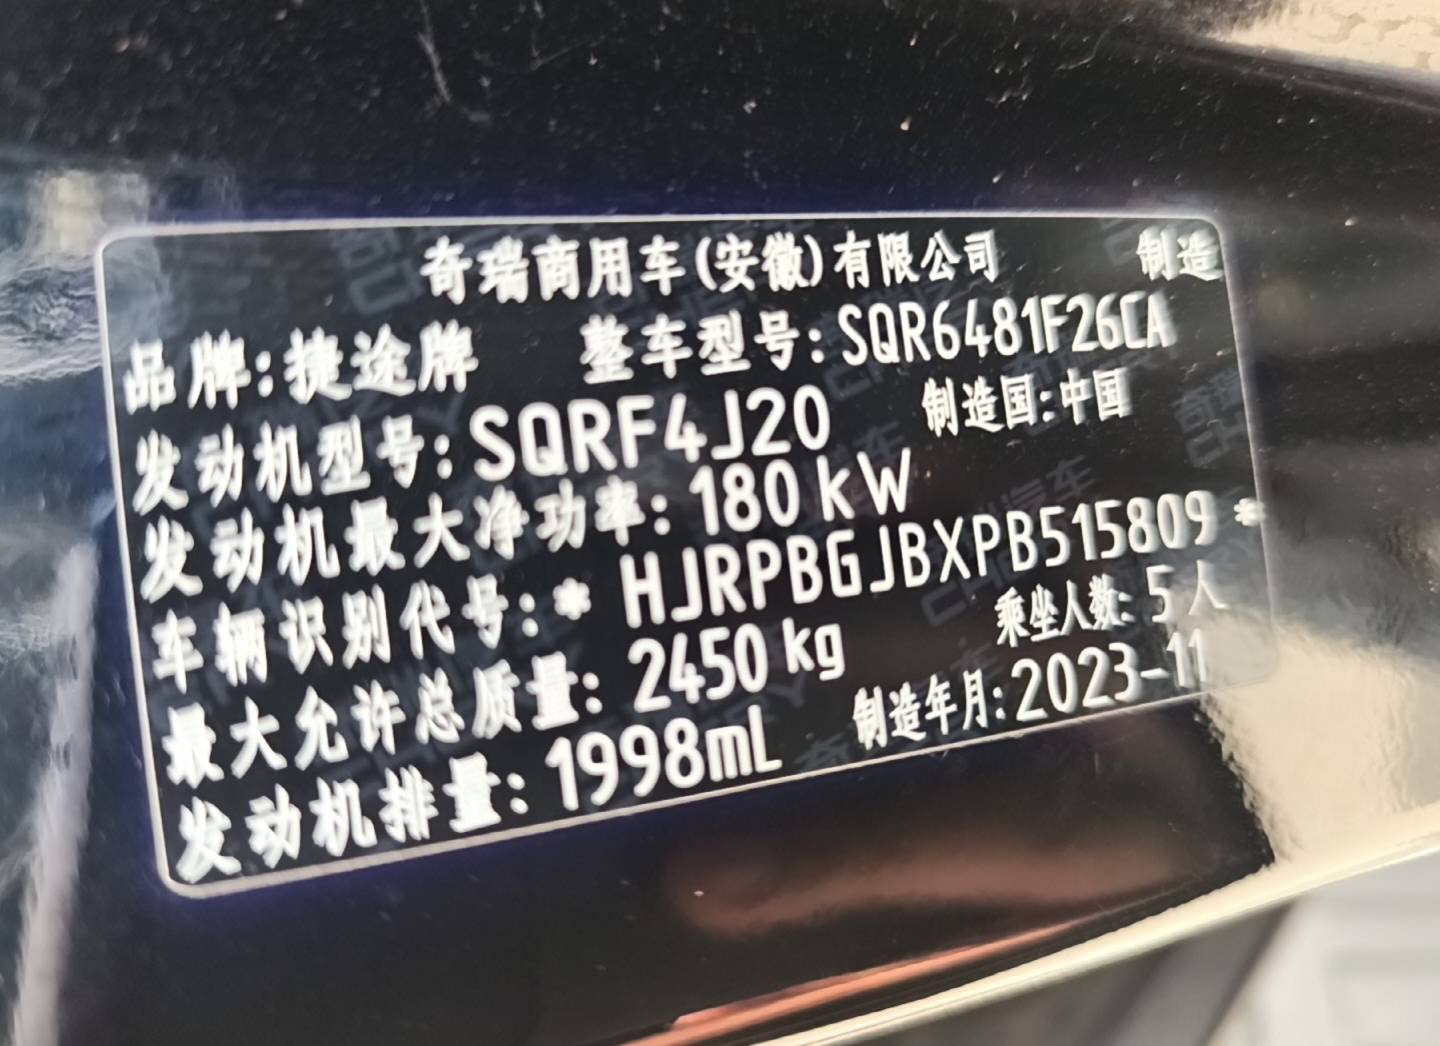 奇瑞商用车(安徽)有限公司 制造
品牌:捷途牌 整车型号:SQR6481F26CA
发动机型号:SQRF4J20 制造国:中国
发动机最大净功率:180 kW
车辆识别代号:* HJRPBGJBXPB515809 *
最大允许总质量:2450 kg 乘坐人数:5人
发动机排量:1998mL 制造年月:2023-11